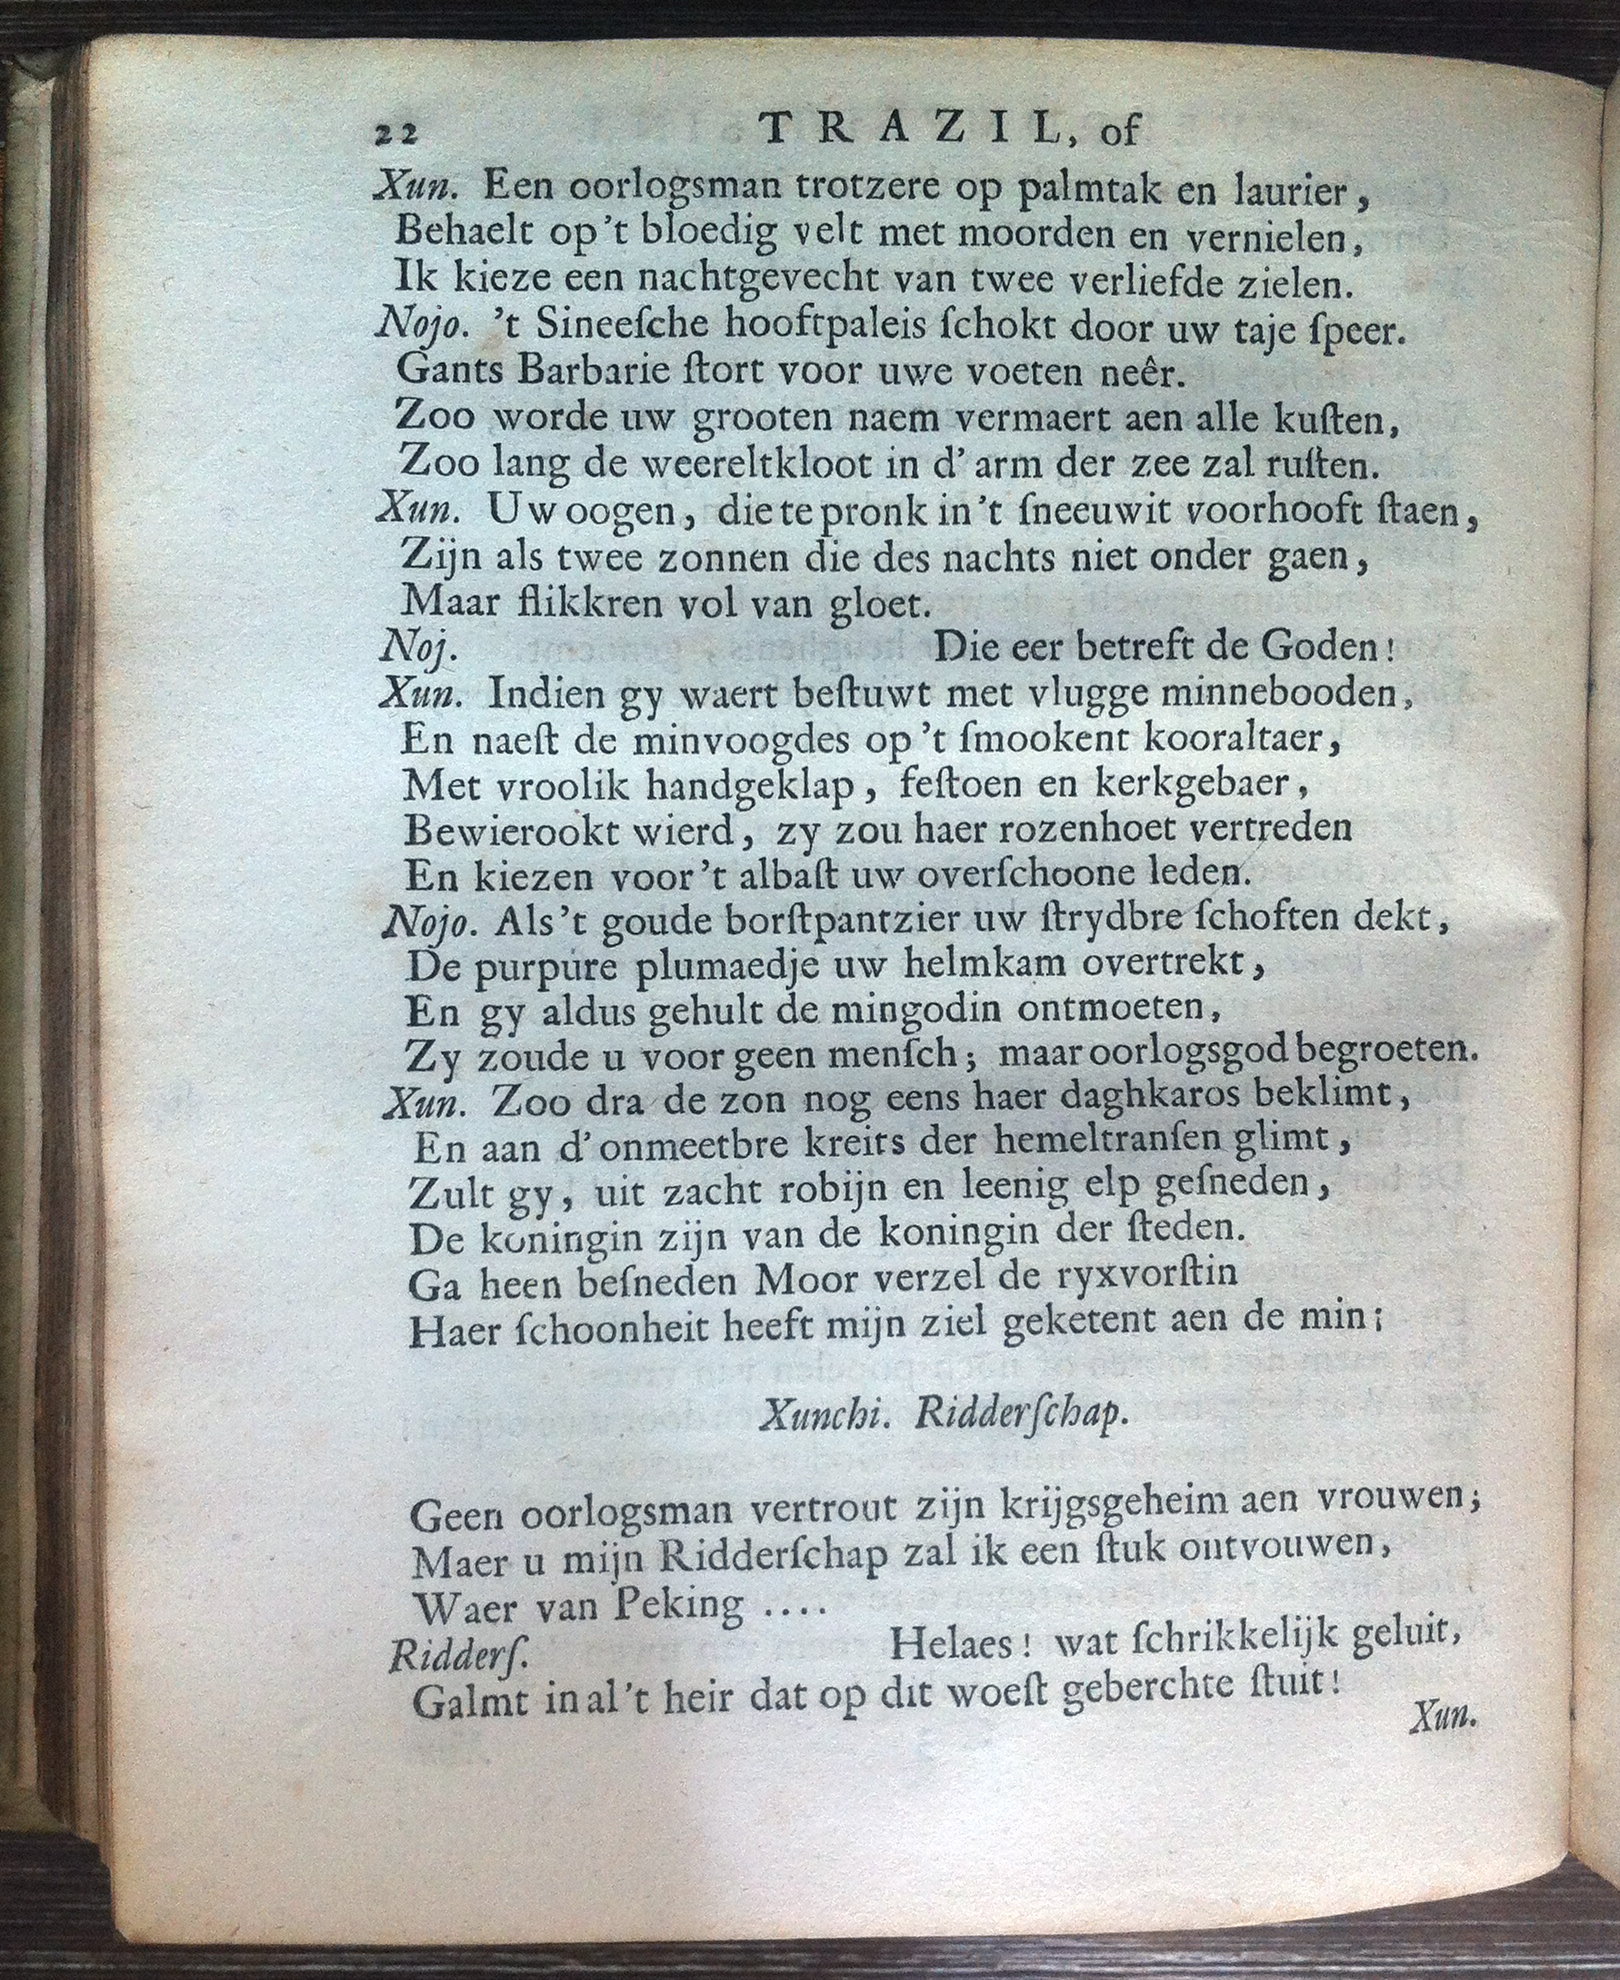 22 TRAZIL, of
Xun. Een oorlogsman trotzere op palmtak en laurier,
Behaelt op't bloedig velt met moorden en vernielen,
Ik kieze een nachtgevecht van twee verliefde zielen.
Nojo. 't Sineeſche hooftpaleis ſchokt door uw taje ſpeer.
Gants Barbarie ſtort voor uwe voeten neêr.
Zoo worde uw grooten naem vermaert aen alle kuſten,
Zoo lang de weereltkloot in d' arm der zee zal ruſten.
Xun. Uw oogen, die te pronk in't ſneeuwit voorhooft ſtaen,
Zijn als twee zonnen die des nachts niet onder gaen,
Maar flikkren vol van gloet.
Noj. Die eer betreft de Goden!
Xun. Indien gy waert beſtuwt met vlugge minnebooden,
En naeſt de minvoogdes op't ſmookent kooraltaer,
Met vroolik handgeklap, feſtoen en kerkgebaer,
Bewierookt wierd, zy zou haer rozenhoet vertreden
En kiezen voor't albaſt uw overſchoone leden.
Nojo. Als't goude borſtpantzier uw ſtrydbre ſchoften dekt,
De purpure plumaedje uw helmkam overtrekt,
En gy aldus gehult de mingodin ontmoeten,
Zy zoude u voor geen menſch; maar oorlogsgod begroeten.
Xun. Zoo dra de zon nog eens haer daghkaros beklimt,
En aan d' onmeetbre kreits der hemeltranſen glimt,
Zult gy, uit zacht robijn en leenig elp geſneden,
De koningin zijn van de koningin der ſteden.
Ga heen beſneden Moor verzel de ryxvorſtin
Haer ſchoonheit heeft mijn ziel geketent aen de min;
Xunchi. Ridderſchap.
Geen oorlogsman vertrout zijn krijgsgeheim aen vrouwen;
Maer u mijn Ridderſchap zal ik een ſtuk ontvouwen,
Waer van Peking ....
Ridderſ. Helaes! wat ſchrikkelijk geluit,
Galmt in al't heir dat op dit woeſt geberchte ſtuit!
Xun.